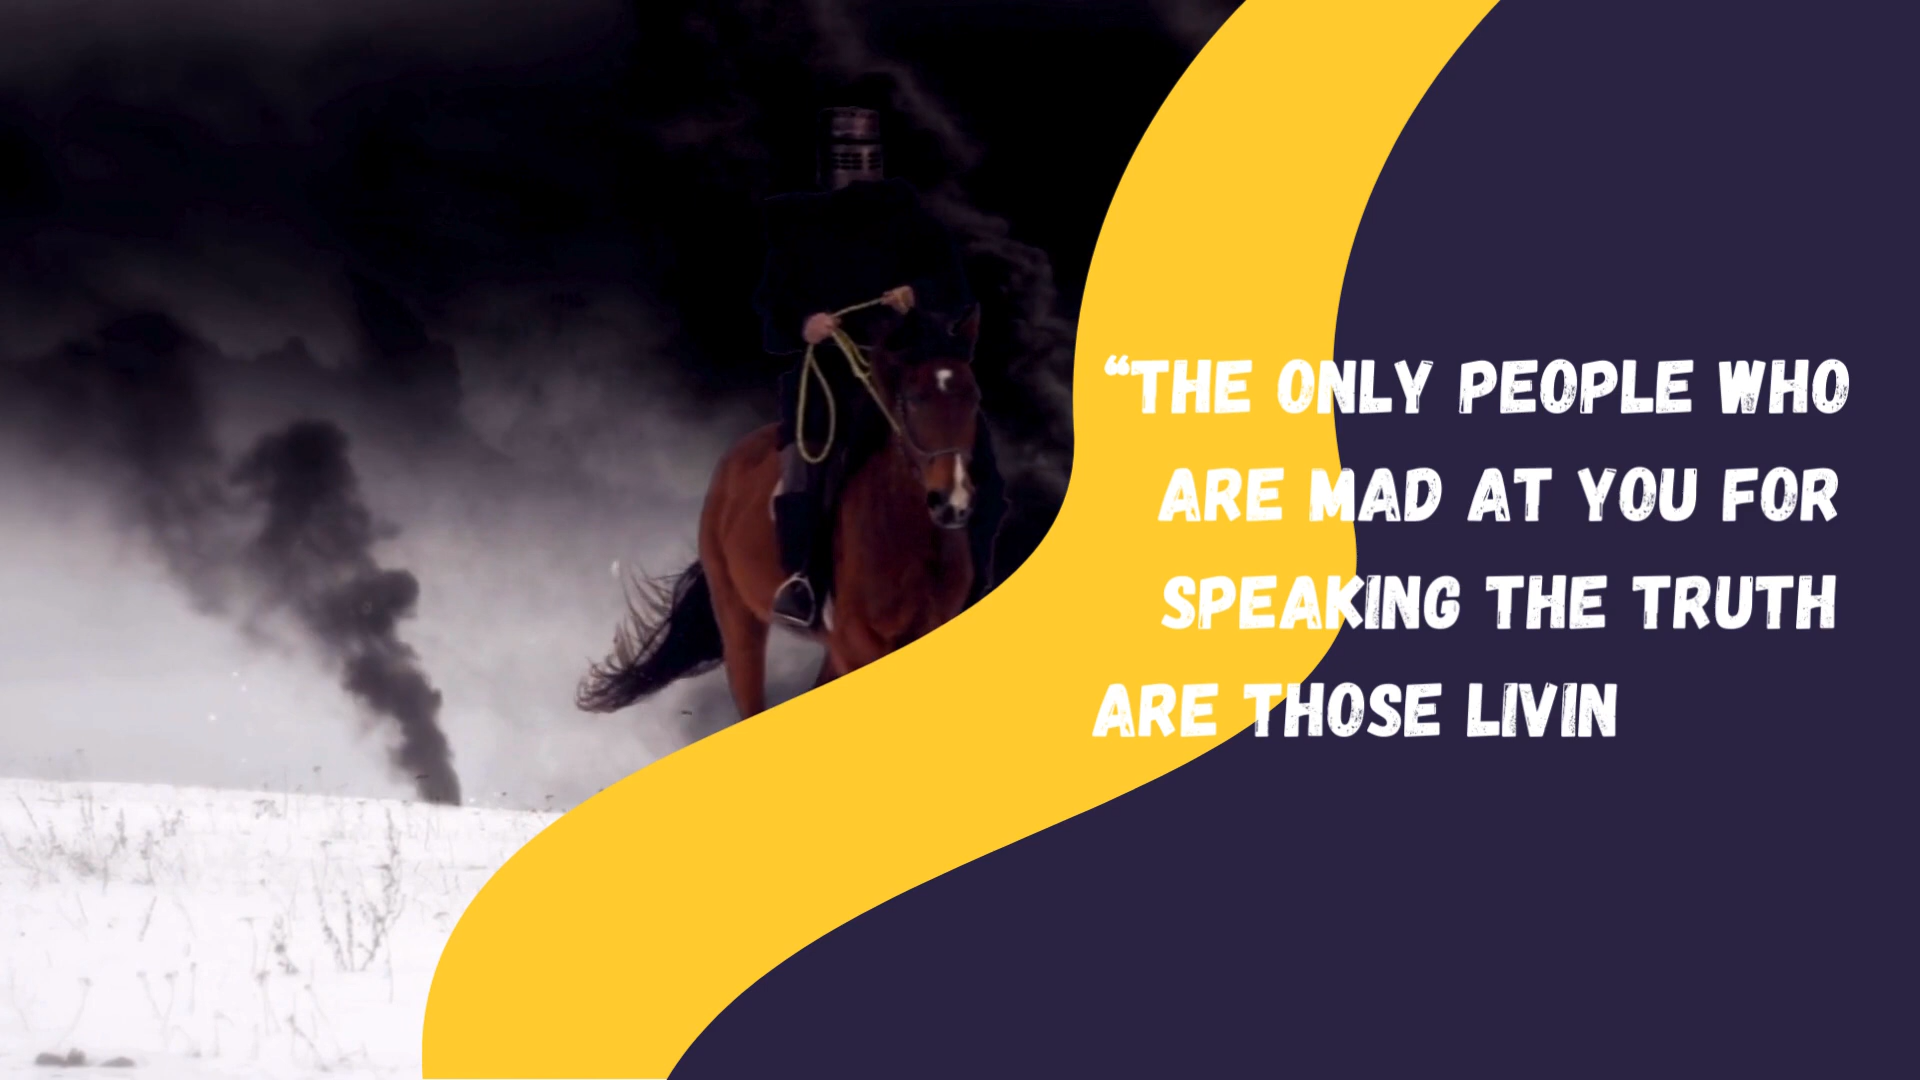 “THE ONLY PEOPLE WHO
ARE MAD AT YOU FOR
SPEAKING THE TRUTH
ARE THOSE LIVIN